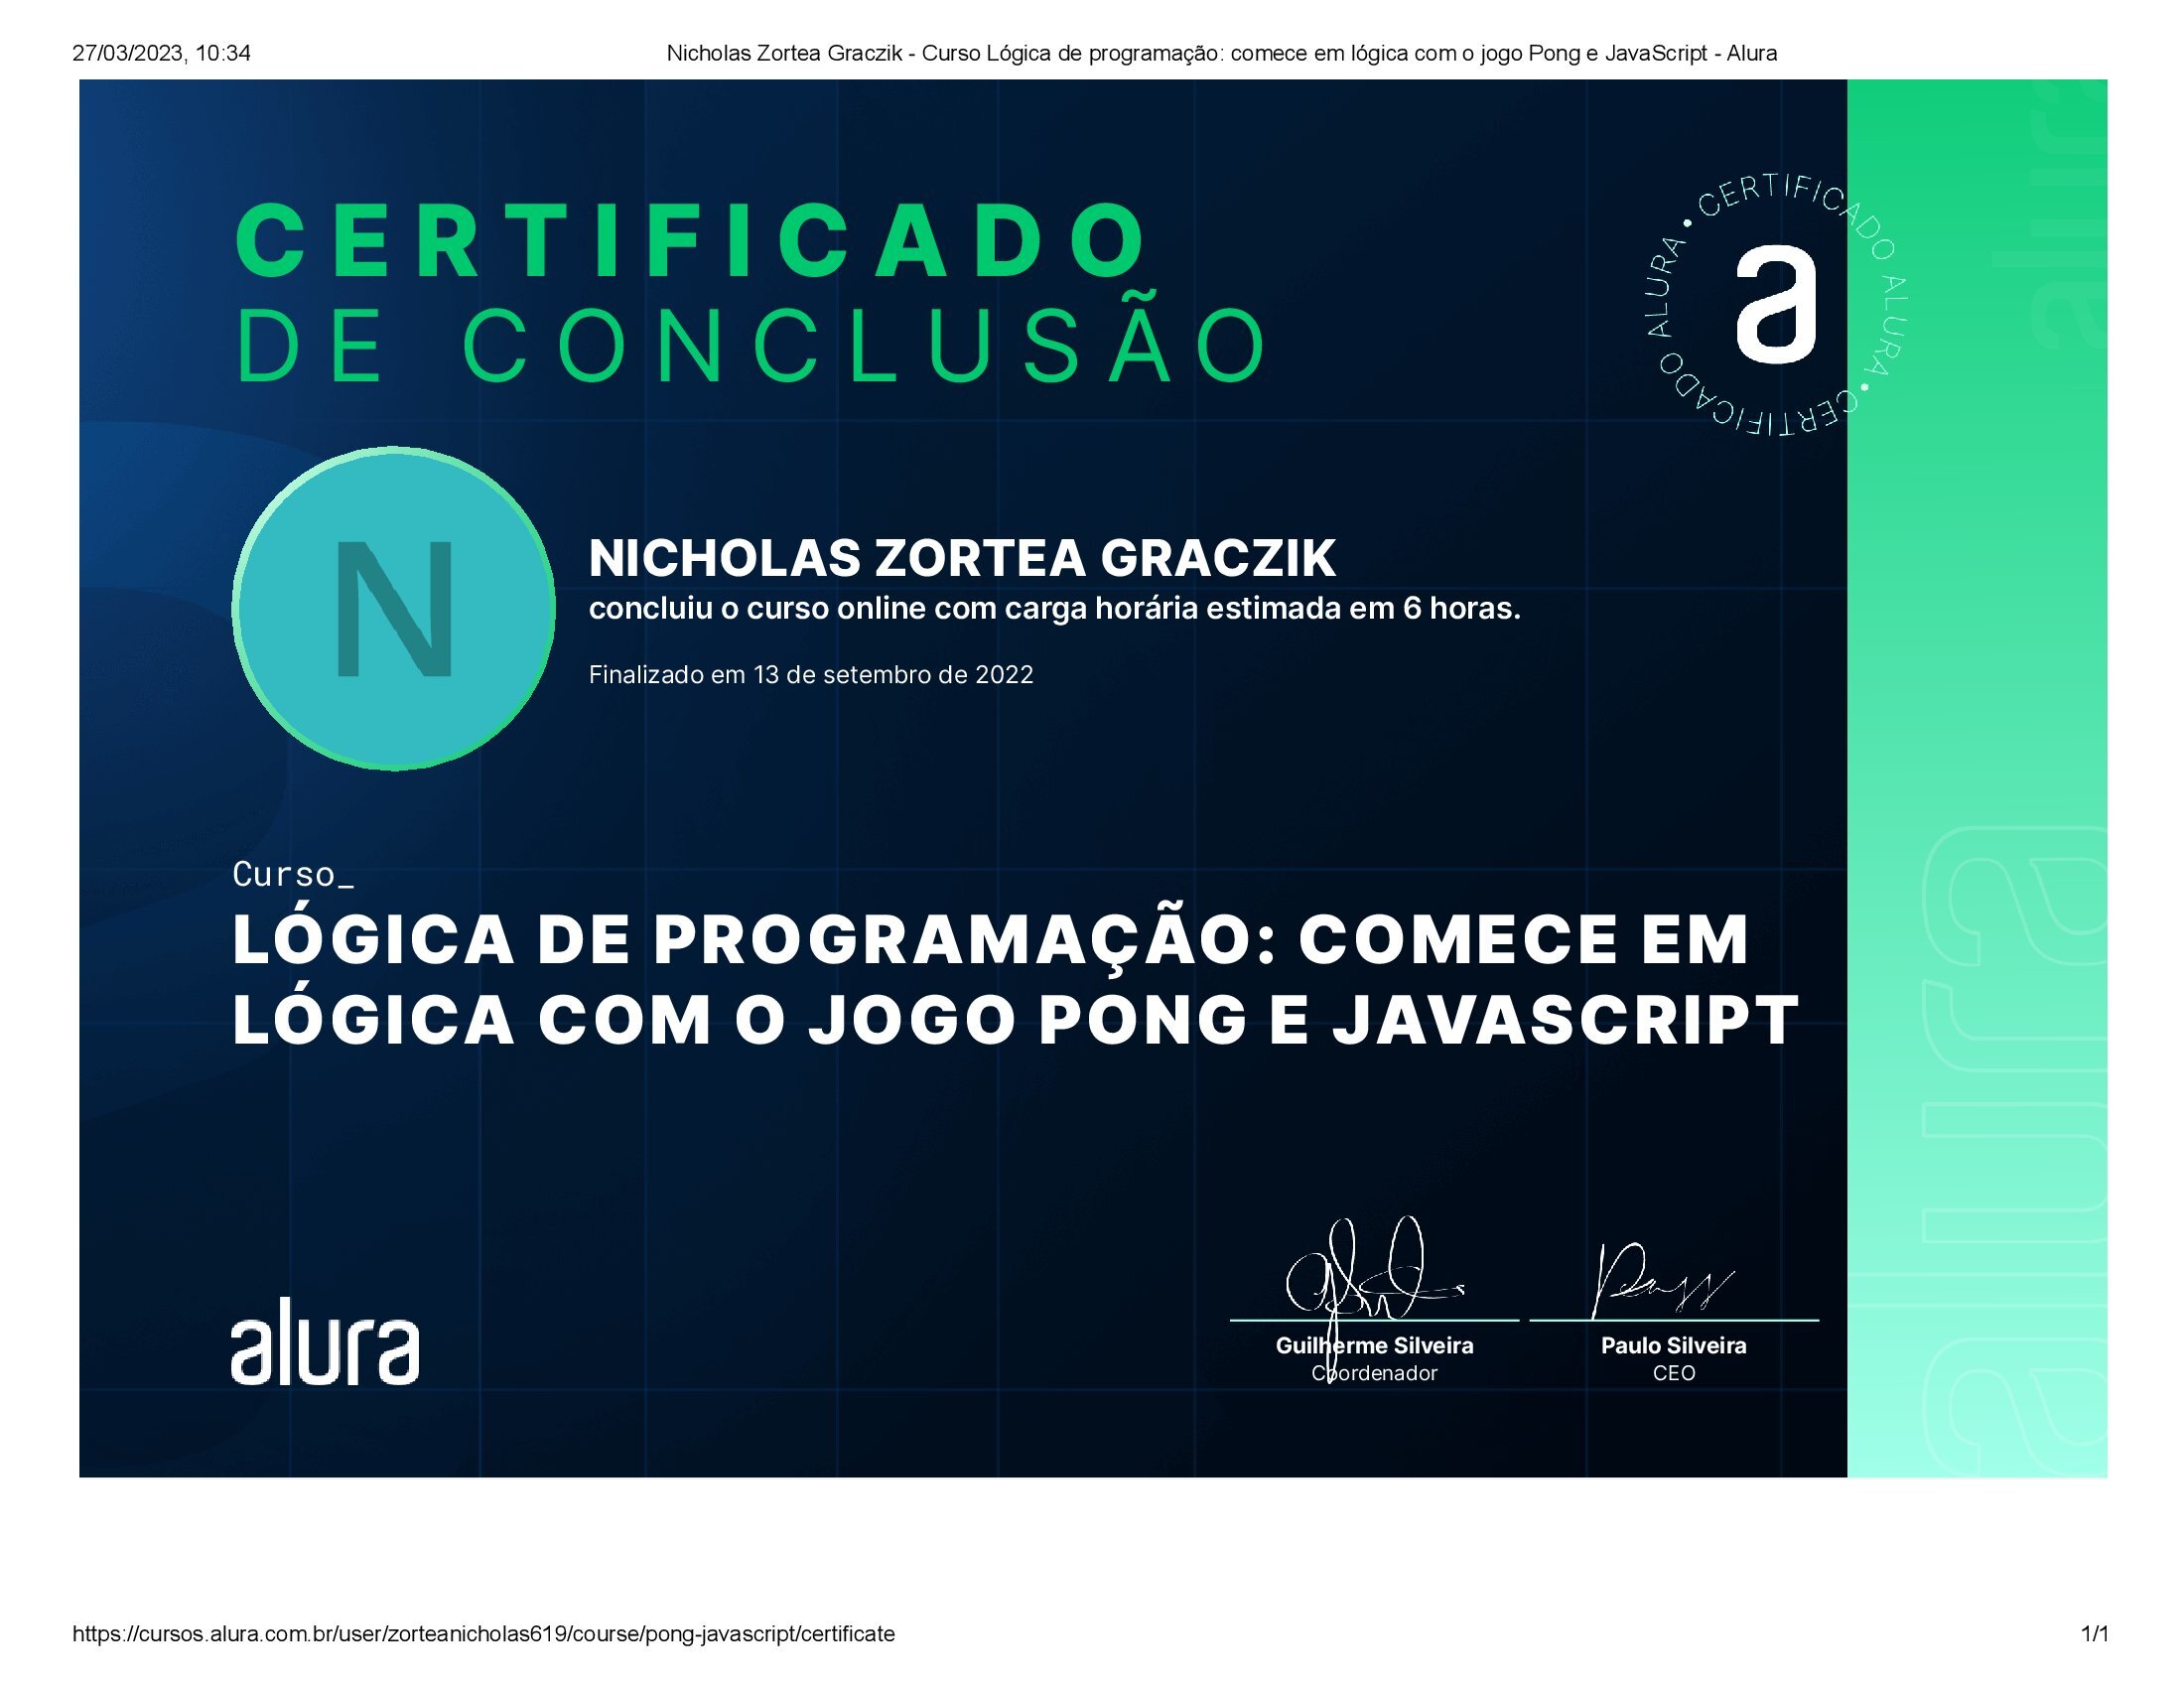 27/03/2023, 10:34
Nicholas Zortea Graczik - Curso Lógica de programação: comece em lógica com o jogo Pong e JavaScript - Alura
CERTIFICADO
DE CONCLUSÃO
• CERTIFICADO ALURA • CERTIFICADO ALURA
a
N
NICHOLAS ZORTEA GRACZIK
concluiu o curso online com carga horária estimada em 6 horas.
Finalizado em 13 de setembro de 2022
Curso_
LÓGICA DE PROGRAMAÇÃO: COMECE EM
LÓGICA COM O JOGO PONG E JAVASCRIPT
alura
alura
alura
Guilherme Silveira
Coordenador
Paulo Silveira
CEO
https://cursos.alura.com.br/user/zorteanicholas619/course/pong-javascript/certificate
1/1